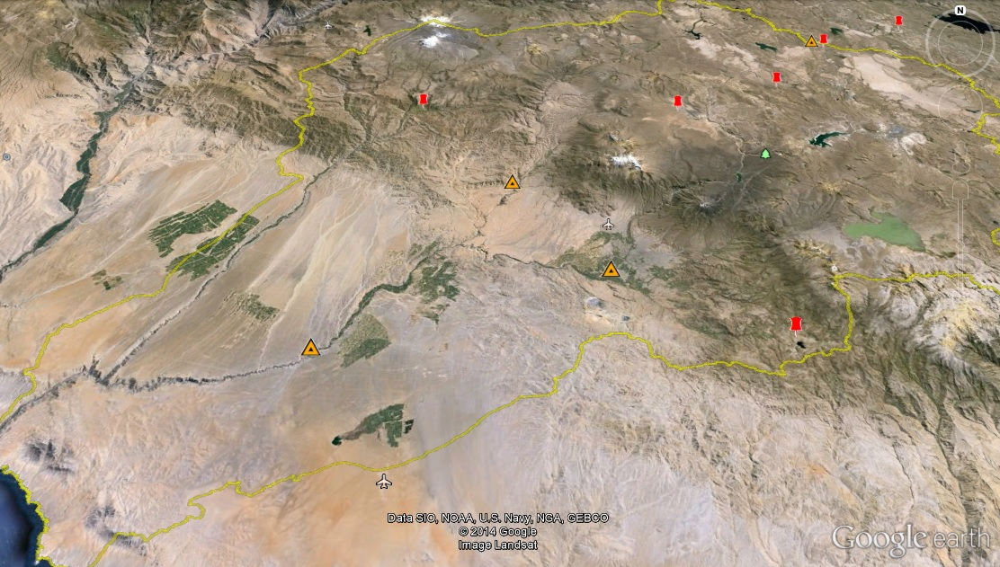 N
Data SIO, NOAA, U.S. Navy, NGA, GEBCO
© 2014 Google
Image Landsat
Google earth